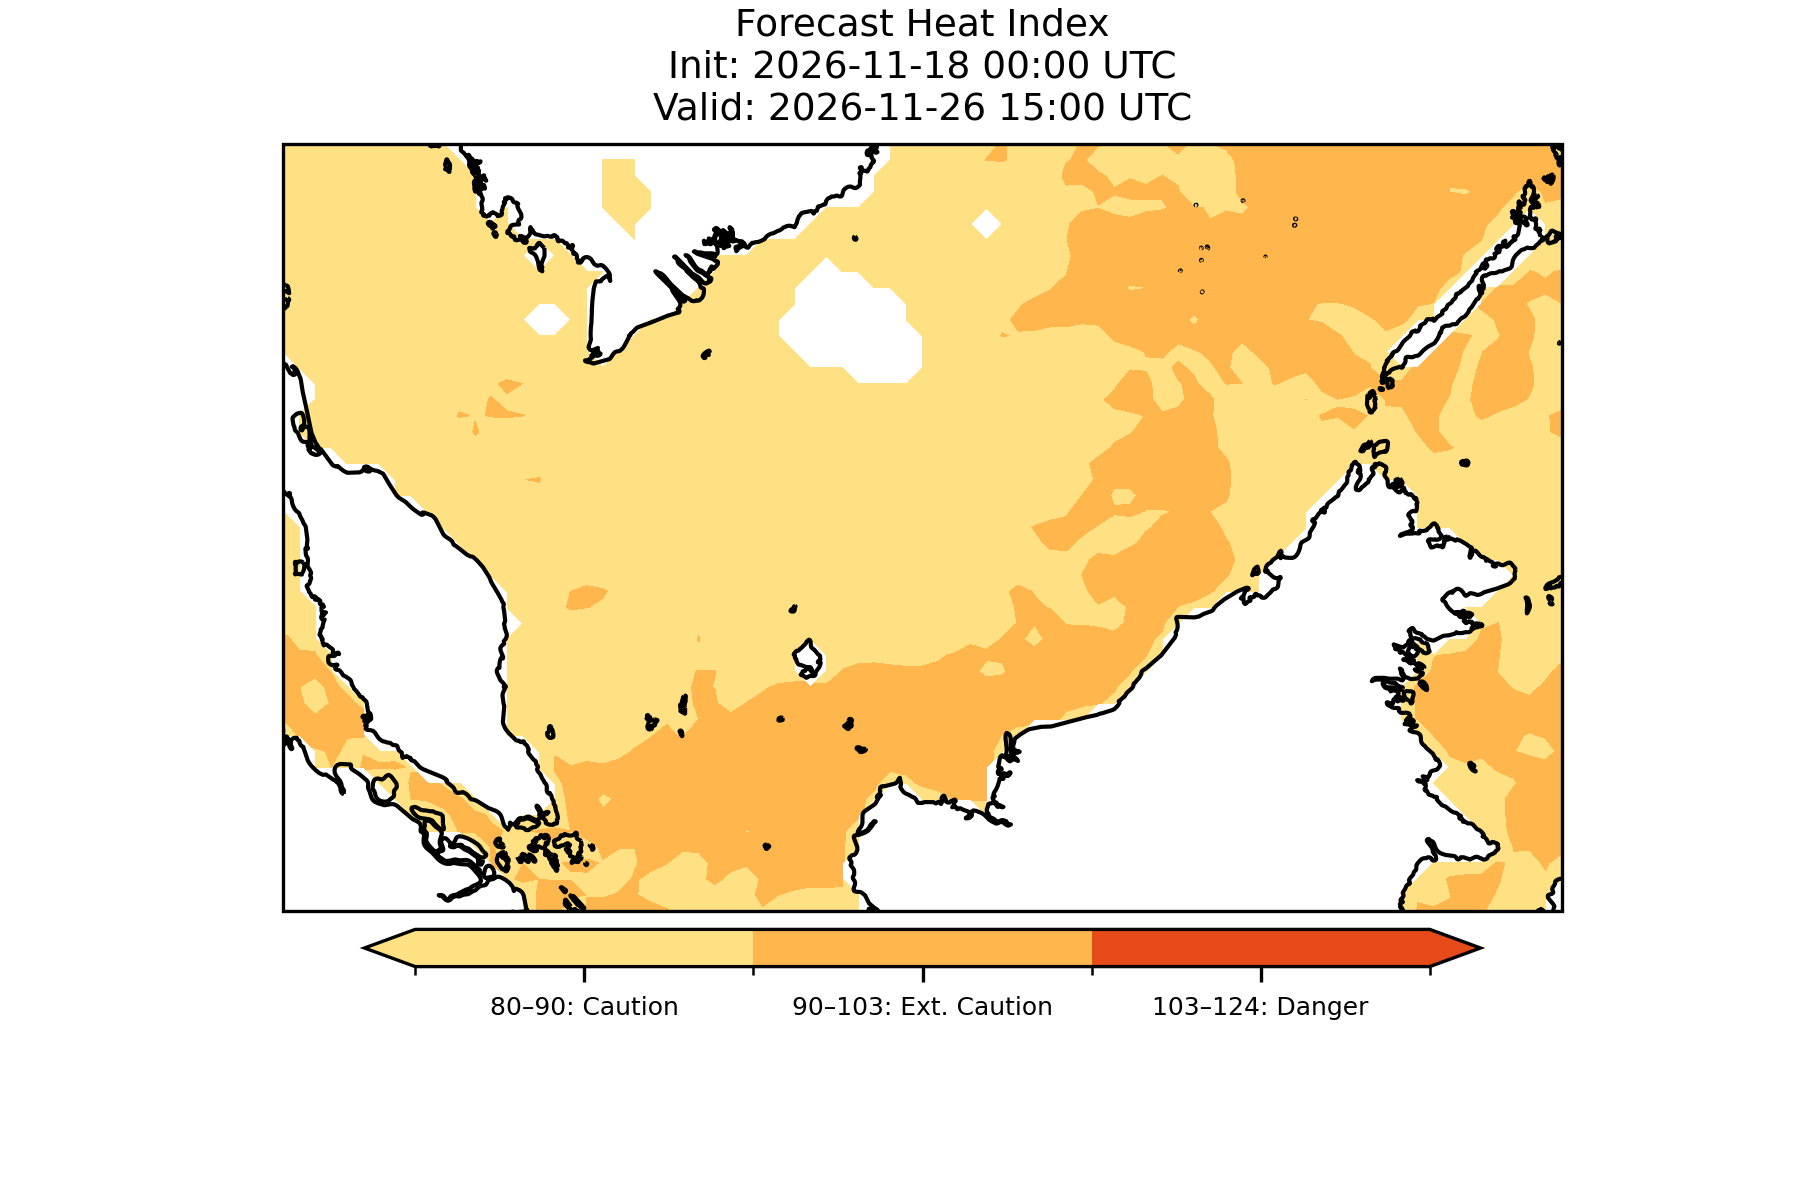 Forecast Heat Index
Init: 2026-11-18 00:00 UTC
Valid: 2026-11-26 15:00 UTC
80–90: Caution
90–103: Ext. Caution
103–124: Danger